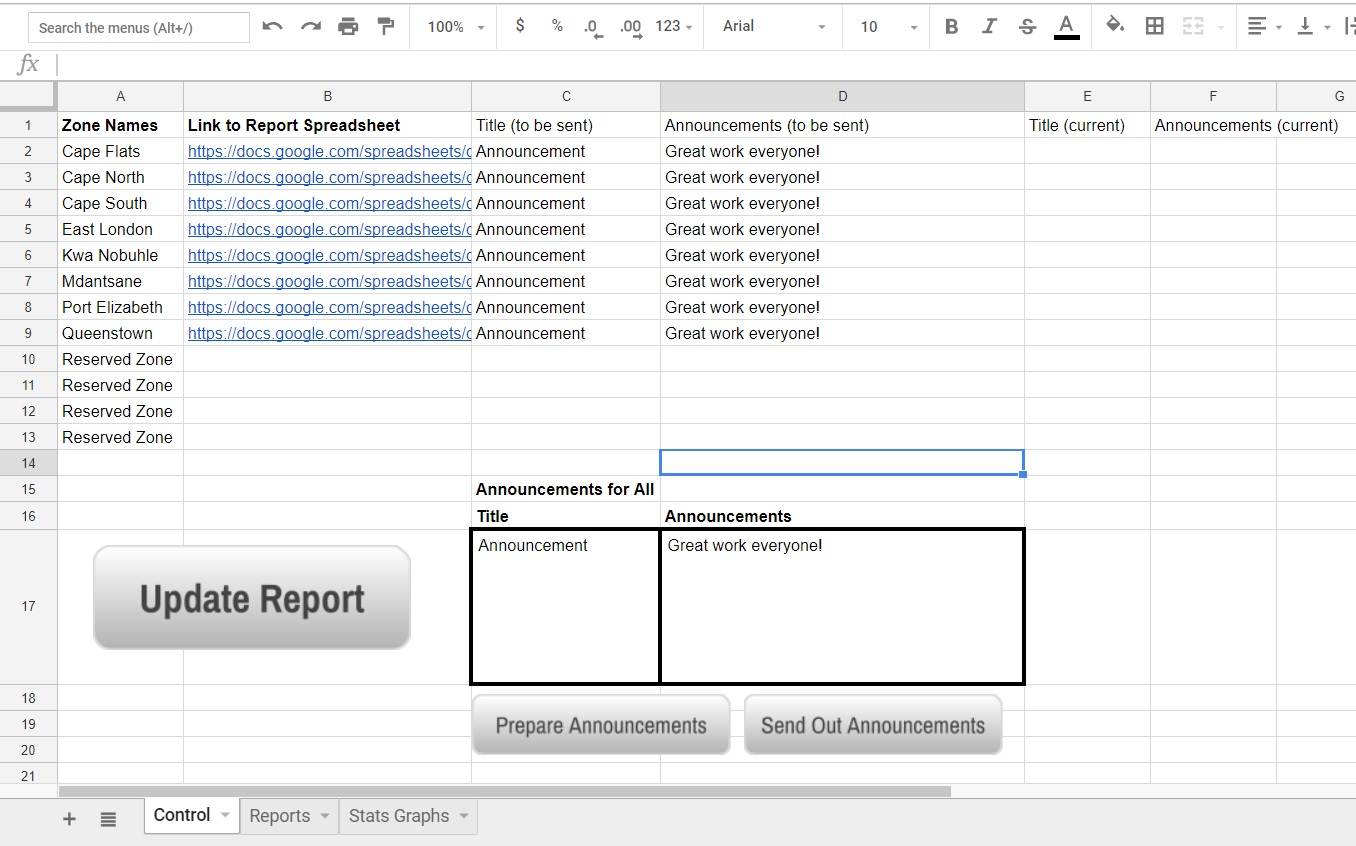 Search the menus (Alt+/) 100% $ % .0 .00 123 Arial 10 B I S A
fx
A B C D E F G
1 Zone Names Link to Report Spreadsheet Title (to be sent) Announcements (to be sent) Title (current) Announcements (current)
2 Cape Flats https://docs.google.com/spreadsheets/d Announcement Great work everyone!
3 Cape North https://docs.google.com/spreadsheets/d Announcement Great work everyone!
4 Cape South https://docs.google.com/spreadsheets/d Announcement Great work everyone!
5 East London https://docs.google.com/spreadsheets/d Announcement Great work everyone!
6 Kwa Nobuhle https://docs.google.com/spreadsheets/d Announcement Great work everyone!
7 Mdantsane https://docs.google.com/spreadsheets/d Announcement Great work everyone!
8 Port Elizabeth https://docs.google.com/spreadsheets/d Announcement Great work everyone!
9 Queenstown https://docs.google.com/spreadsheets/d Announcement Great work everyone!
10 Reserved Zone
11 Reserved Zone
12 Reserved Zone
13 Reserved Zone
14
15 Announcements for All
16 Title Announcements
17 Announcement Great work everyone!
Update Report
18
19 Prepare Announcements Send Out Announcements
20
21
+ Control Reports Stats Graphs